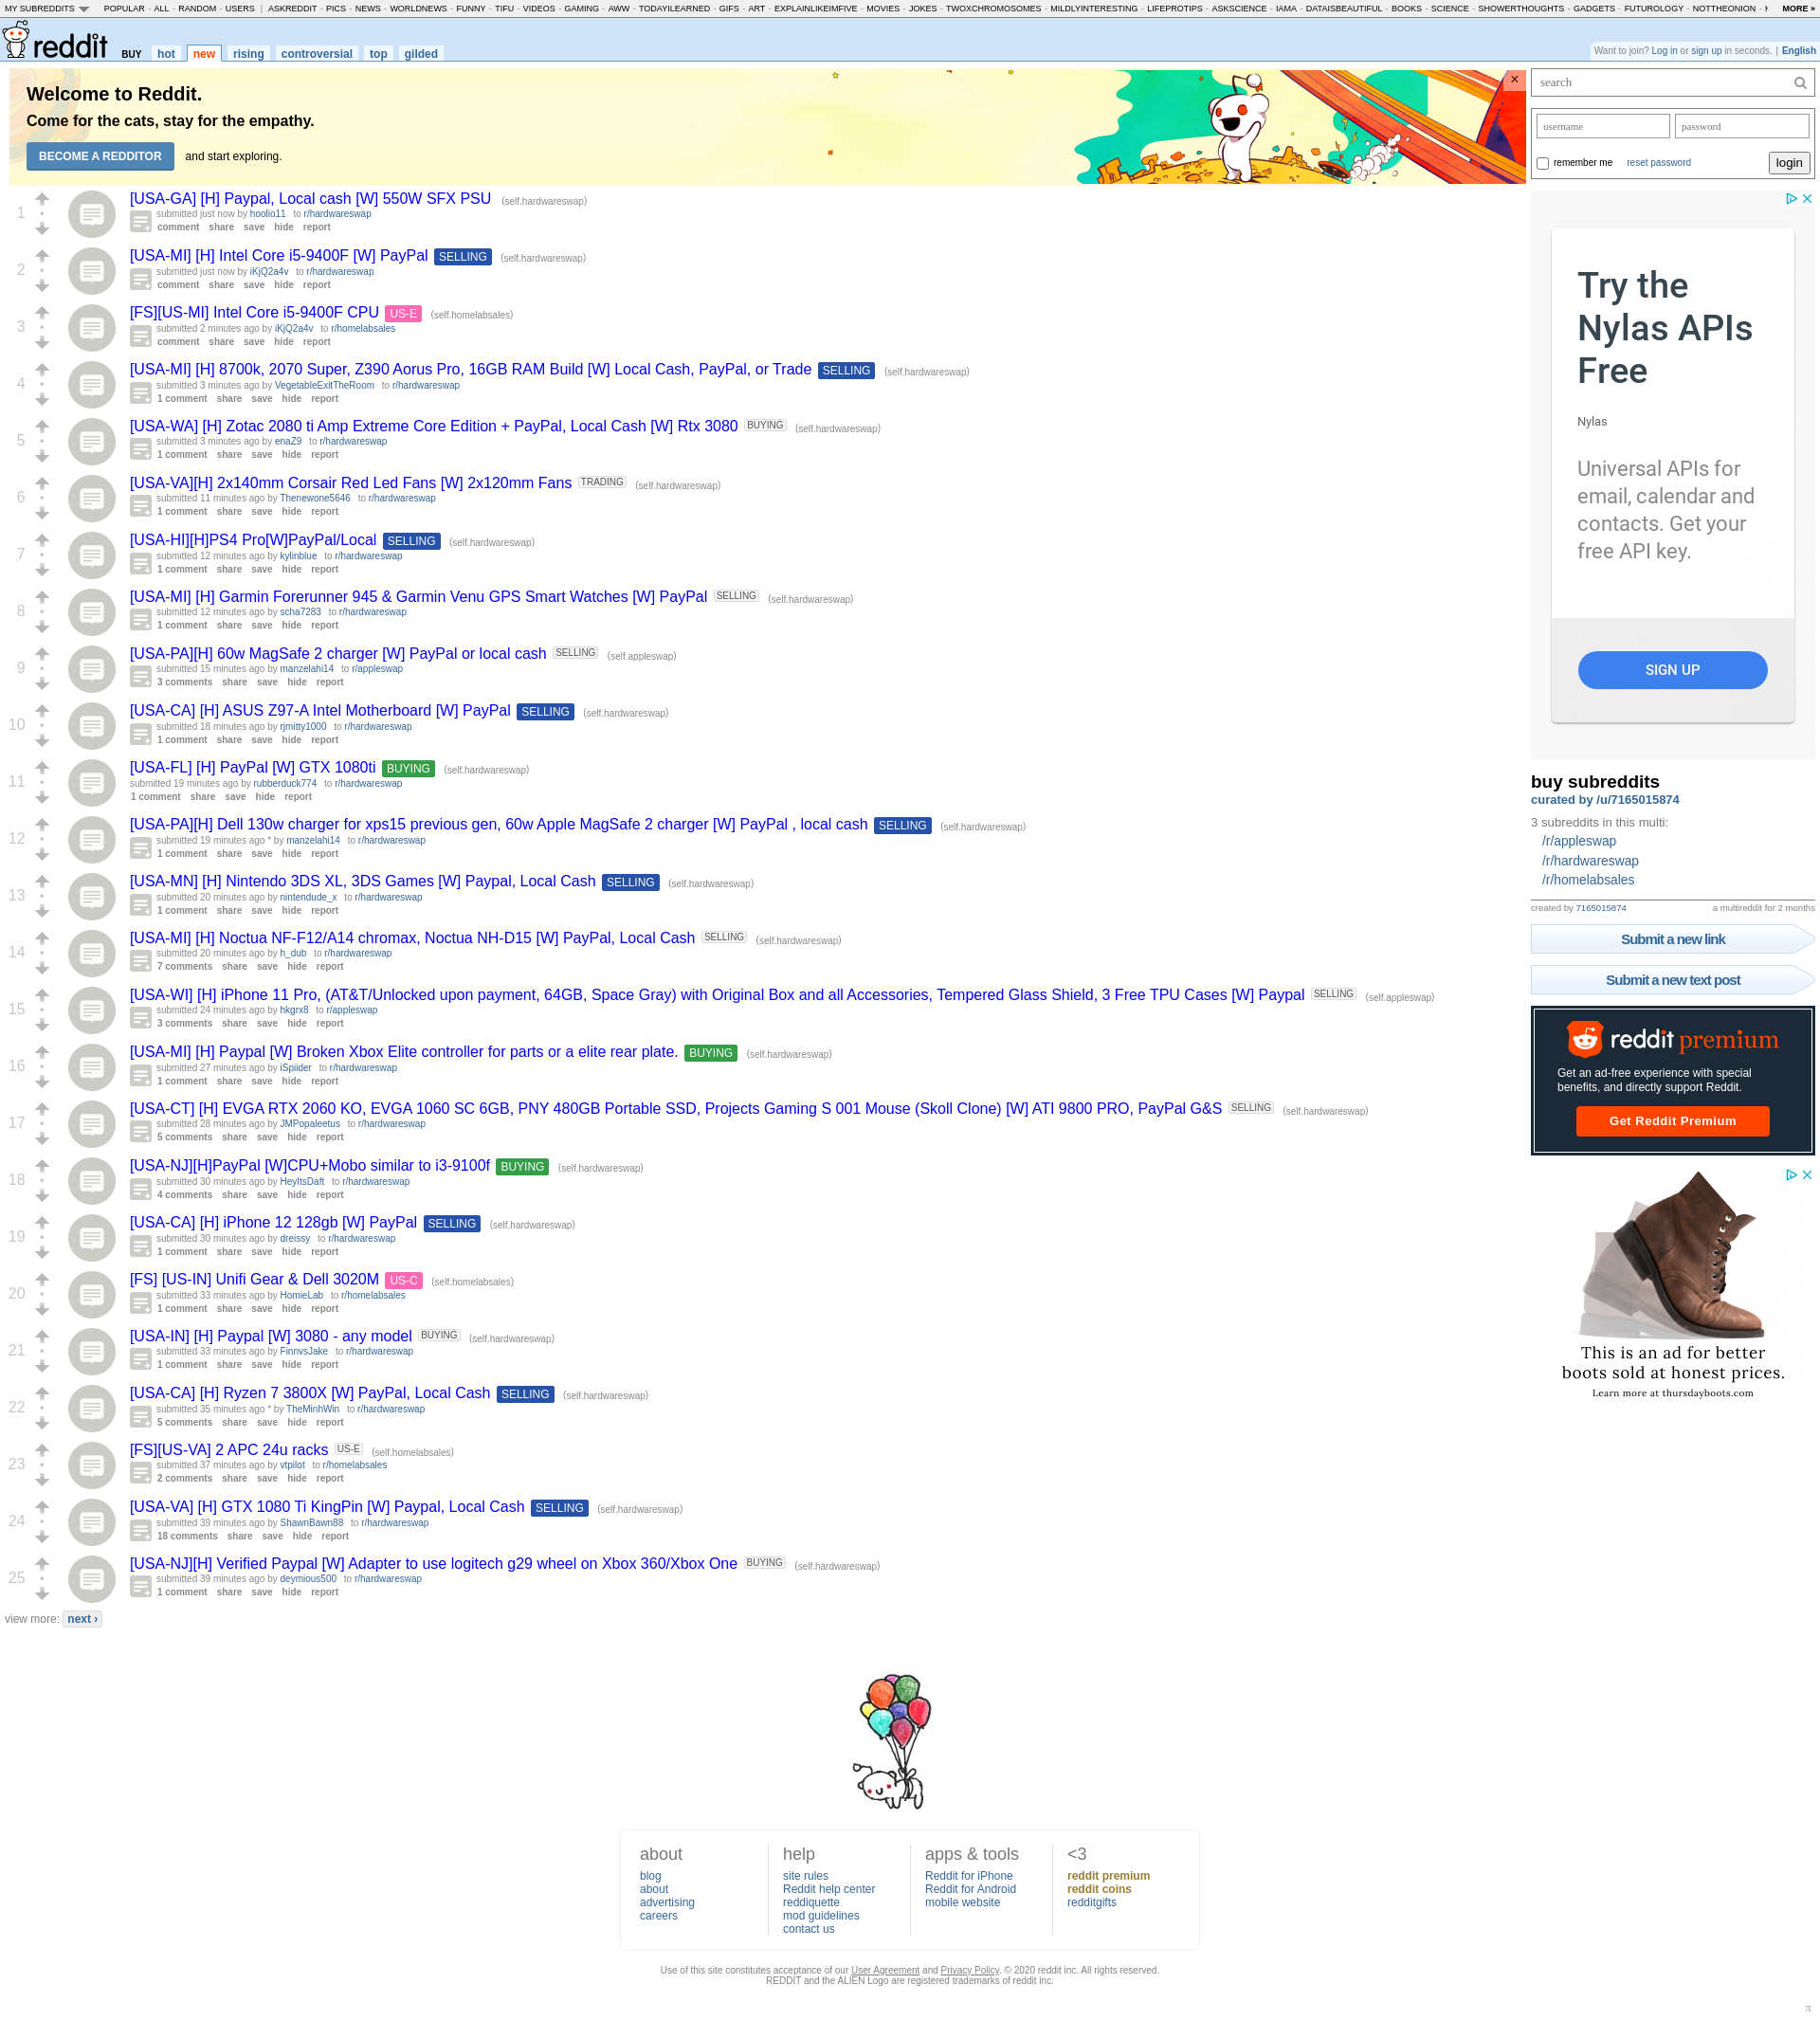 MY SUBREDDITS POPULAR - ALL - RANDOM - USERS | ASKREDDIT - PICS - NEWS - WORLDNEWS - FUNNY - TIFU - VIDEOS - GAMING - AWW - TODAYILEARNED - GIFS - ART - EXPLAINLIKEIMFIVE - MOVIES - JOKES - TWOXCHROMOSOMES - MILDLYINTERESTING - LIFEPROTIPS - ASKSCIENCE - IAMA - DATAISBEAUTIFUL - BOOKS - SCIENCE - SHOWERTHOUGHTS - GADGETS - FUTUROLOGY - NOTTHEONION - MORE »
reddit BUY hot new rising controversial top gilded
Want to join? Log in or sign up in seconds. | English
Welcome to Reddit.
Come for the cats, stay for the empathy.
BECOME A REDDITOR and start exploring.
×
1
[USA-GA] [H] Paypal, Local cash [W] 550W SFX PSU (self.hardwareswap)
submitted just now by hoolio11 to r/hardwareswap
comment share save hide report
2
[USA-MI] [H] Intel Core i5-9400F [W] PayPal SELLING (self.hardwareswap)
submitted just now by iKjQ2a4v to r/hardwareswap
comment share save hide report
3
[FS][US-MI] Intel Core i5-9400F CPU US-E (self.homelabsales)
submitted 2 minutes ago by iKjQ2a4v to r/homelabsales
comment share save hide report
4
[USA-MI] [H] 8700k, 2070 Super, Z390 Aorus Pro, 16GB RAM Build [W] Local Cash, PayPal, or Trade SELLING (self.hardwareswap)
submitted 3 minutes ago by VegetableExitTheRoom to r/hardwareswap
1 comment share save hide report
5
[USA-WA] [H] Zotac 2080 ti Amp Extreme Core Edition + PayPal, Local Cash [W] Rtx 3080 BUYING (self.hardwareswap)
submitted 3 minutes ago by enaZ9 to r/hardwareswap
1 comment share save hide report
6
[USA-VA][H] 2x140mm Corsair Red Led Fans [W] 2x120mm Fans TRADING (self.hardwareswap)
submitted 11 minutes ago by Thenewone5646 to r/hardwareswap
1 comment share save hide report
7
[USA-HI][H]PS4 Pro[W]PayPal/Local SELLING (self.hardwareswap)
submitted 12 minutes ago by kylinblue to r/hardwareswap
1 comment share save hide report
8
[USA-MI] [H] Garmin Forerunner 945 & Garmin Venu GPS Smart Watches [W] PayPal SELLING (self.hardwareswap)
submitted 12 minutes ago by scha7283 to r/hardwareswap
1 comment share save hide report
9
[USA-PA][H] 60w MagSafe 2 charger [W] PayPal or local cash SELLING (self.appleswap)
submitted 15 minutes ago by manzelahi14 to r/appleswap
3 comments share save hide report
10
[USA-CA] [H] ASUS Z97-A Intel Motherboard [W] PayPal SELLING (self.hardwareswap)
submitted 18 minutes ago by rjmitty1000 to r/hardwareswap
1 comment share save hide report
11
[USA-FL] [H] PayPal [W] GTX 1080ti BUYING (self.hardwareswap)
submitted 19 minutes ago by rubberduck774 to r/hardwareswap
1 comment share save hide report
12
[USA-PA][H] Dell 130w charger for xps15 previous gen, 60w Apple MagSafe 2 charger [W] PayPal , local cash SELLING (self.hardwareswap)
submitted 19 minutes ago * by manzelahi14 to r/hardwareswap
1 comment share save hide report
13
[USA-MN] [H] Nintendo 3DS XL, 3DS Games [W] Paypal, Local Cash SELLING (self.hardwareswap)
submitted 20 minutes ago by nintendude_x to r/hardwareswap
1 comment share save hide report
14
[USA-MI] [H] Noctua NF-F12/A14 chromax, Noctua NH-D15 [W] PayPal, Local Cash SELLING (self.hardwareswap)
submitted 20 minutes ago by h_dub to r/hardwareswap
7 comments share save hide report
15
[USA-WI] [H] iPhone 11 Pro, (AT&T/Unlocked upon payment, 64GB, Space Gray) with Original Box and all Accessories, Tempered Glass Shield, 3 Free TPU Cases [W] Paypal SELLING (self.appleswap)
submitted 24 minutes ago by hkgrx8 to r/appleswap
3 comments share save hide report
16
[USA-MI] [H] Paypal [W] Broken Xbox Elite controller for parts or a elite rear plate. BUYING (self.hardwareswap)
submitted 27 minutes ago by iSpiider to r/hardwareswap
1 comment share save hide report
17
[USA-CT] [H] EVGA RTX 2060 KO, EVGA 1060 SC 6GB, PNY 480GB Portable SSD, Projects Gaming S 001 Mouse (Skoll Clone) [W] ATI 9800 PRO, PayPal G&S SELLING (self.hardwareswap)
submitted 28 minutes ago by JMPopaleetus to r/hardwareswap
5 comments share save hide report
18
[USA-NJ][H]PayPal [W]CPU+Mobo similar to i3-9100f BUYING (self.hardwareswap)
submitted 30 minutes ago by HeyItsDaft to r/hardwareswap
4 comments share save hide report
19
[USA-CA] [H] iPhone 12 128gb [W] PayPal SELLING (self.hardwareswap)
submitted 30 minutes ago by dreissy to r/hardwareswap
1 comment share save hide report
20
[FS] [US-IN] Unifi Gear & Dell 3020M US-C (self.homelabsales)
submitted 33 minutes ago by HomieLab to r/homelabsales
1 comment share save hide report
21
[USA-IN] [H] Paypal [W] 3080 - any model BUYING (self.hardwareswap)
submitted 33 minutes ago by FinnvsJake to r/hardwareswap
1 comment share save hide report
22
[USA-CA] [H] Ryzen 7 3800X [W] PayPal, Local Cash SELLING (self.hardwareswap)
submitted 35 minutes ago * by TheMinhWin to r/hardwareswap
5 comments share save hide report
23
[FS][US-VA] 2 APC 24u racks US-E (self.homelabsales)
submitted 37 minutes ago by vtpilot to r/homelabsales
2 comments share save hide report
24
[USA-VA] [H] GTX 1080 Ti KingPin [W] Paypal, Local Cash SELLING (self.hardwareswap)
submitted 39 minutes ago by ShawnBawn88 to r/hardwareswap
18 comments share save hide report
25
[USA-NJ][H] Verified Paypal [W] Adapter to use logitech g29 wheel on Xbox 360/Xbox One BUYING (self.hardwareswap)
submitted 39 minutes ago by deymious500 to r/hardwareswap
1 comment share save hide report
view more: next ›
search
username password
remember me reset password login
Try the
Nylas APIs
Free
Nylas
Universal APIs for
email, calendar and
contacts. Get your
free API key.
SIGN UP
buy subreddits
curated by /u/7165015874
3 subreddits in this multi:
/r/appleswap
/r/hardwareswap
/r/homelabsales
created by 7165015874 a multireddit for 2 months
Submit a new link
Submit a new text post
reddit premium
Get an ad-free experience with special
benefits, and directly support Reddit.
Get Reddit Premium
This is an ad for better
boots sold at honest prices.
Learn more at thursdayboots.com
about
blog
about
advertising
careers
help
site rules
Reddit help center
reddiquette
mod guidelines
contact us
apps & tools
Reddit for iPhone
Reddit for Android
mobile website
<3
reddit premium
reddit coins
redditgifts
Use of this site constitutes acceptance of our User Agreement and Privacy Policy. © 2020 reddit inc. All rights reserved.
REDDIT and the ALIEN Logo are registered trademarks of reddit inc.
π